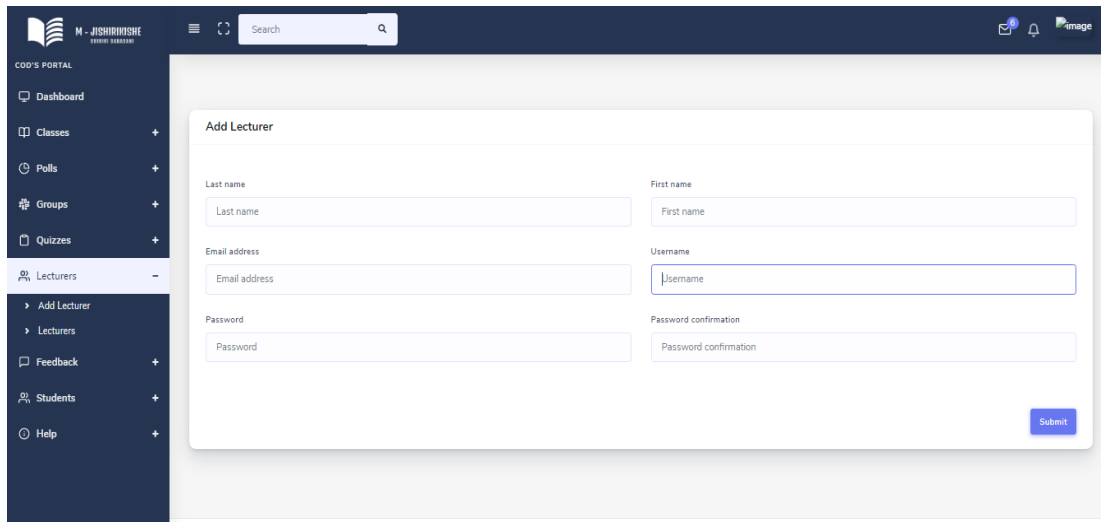 M - JISHIRIKISHE
Search
6
image
COD'S PORTAL
Dashboard
Classes
Polls
Groups
Quizzes
Lecturers
Add Lecturer
Lecturers
Feedback
Students
Help
Add Lecturer
Last name
First name
Last name
First name
Email address
Username
Email address
Username
Password
Password confirmation
Password
Password confirmation
Submit